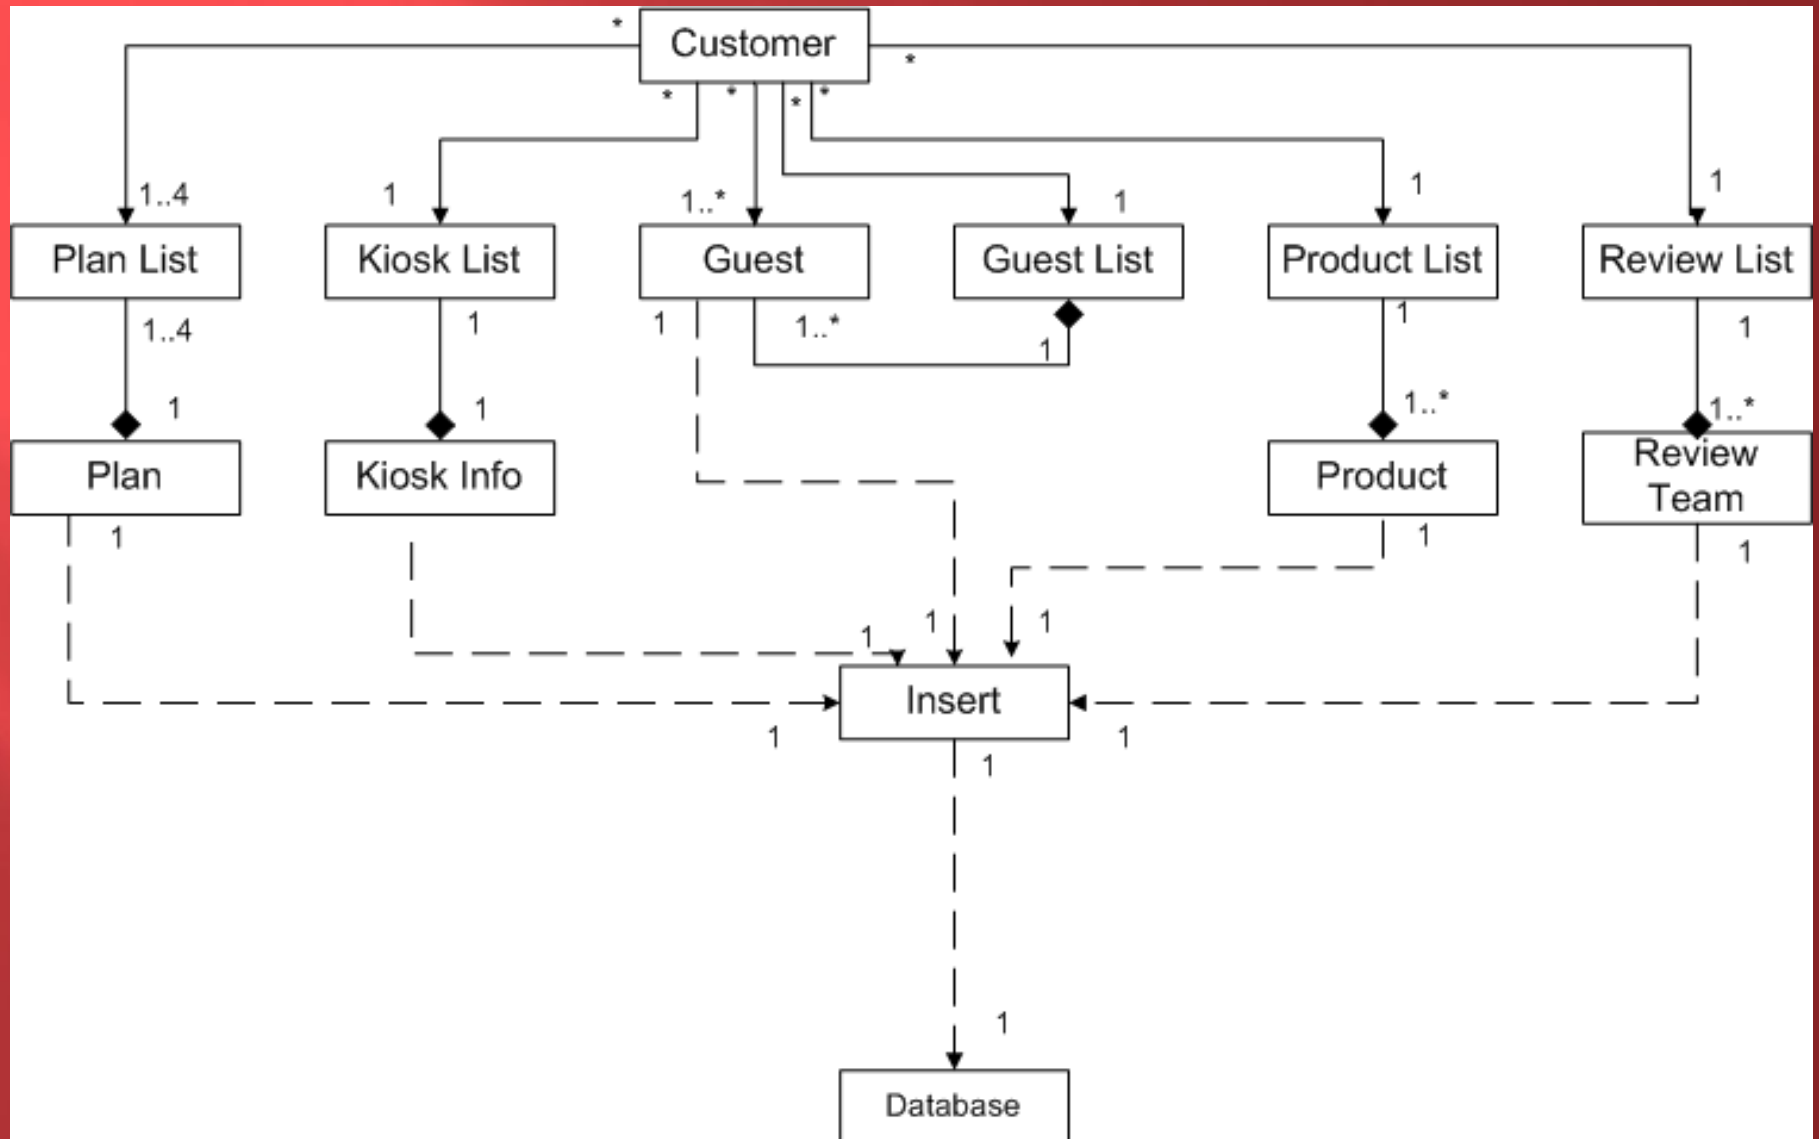 *
Customer
*
*
*
*
*
1..4
1
1..*
1
1
1
Plan List
Kiosk List
Guest
Guest List
Product List
Review List
1..4
1
1
1..*
1
1
1
1
1
1..*
1..*
Plan
Kiosk Info
Product
Review
Team
1
1
1
1
1
1
Insert
1
1
1
1
Database